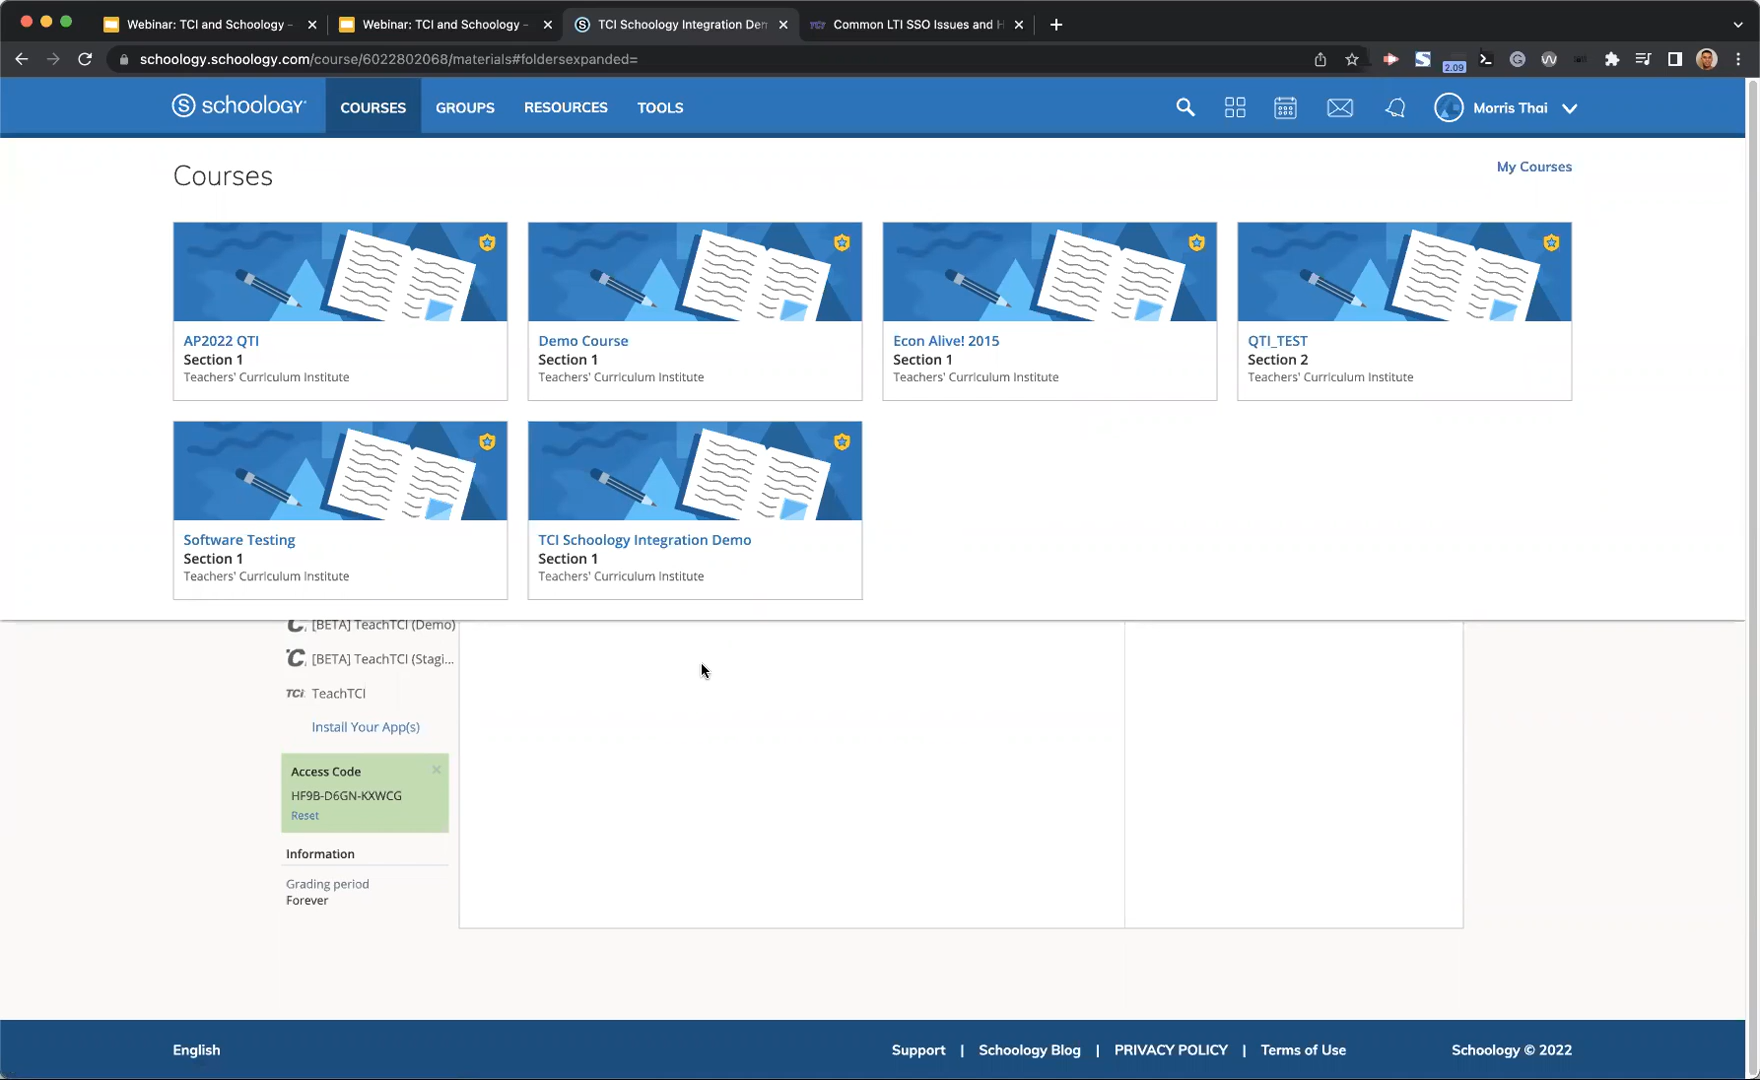 Webinar: TCI and Schoology -
Webinar: TCI and Schoology -
TCI Schoology Integration Den
TCi Common LTI SSO Issues and H
schoology.schoology.com/course/6022802068/materials#foldersexpanded=
2.09
S schoology
COURSES
GROUPS
RESOURCES
TOOLS
Morris Thai
Courses
My Courses
AP2022 QTI
Section 1
Teachers' Curriculum Institute
Demo Course
Section 1
Teachers' Curriculum Institute
Econ Alive! 2015
Section 1
Teachers' Curriculum Institute
QTI_TEST
Section 2
Teachers' Curriculum Institute
Software Testing
Section 1
Teachers' Curriculum Institute
TCI Schoology Integration Demo
Section 1
Teachers' Curriculum Institute
[BETA] TeachTCI (Demo)
[BETA] TeachTCI (Stagi...
TCi TeachTCI
Install Your App(s)
Access Code
HF9B-D6GN-KXWCG
Reset
Information
Grading period
Forever
English
Support | Schoology Blog | PRIVACY POLICY | Terms of Use
Schoology © 2022